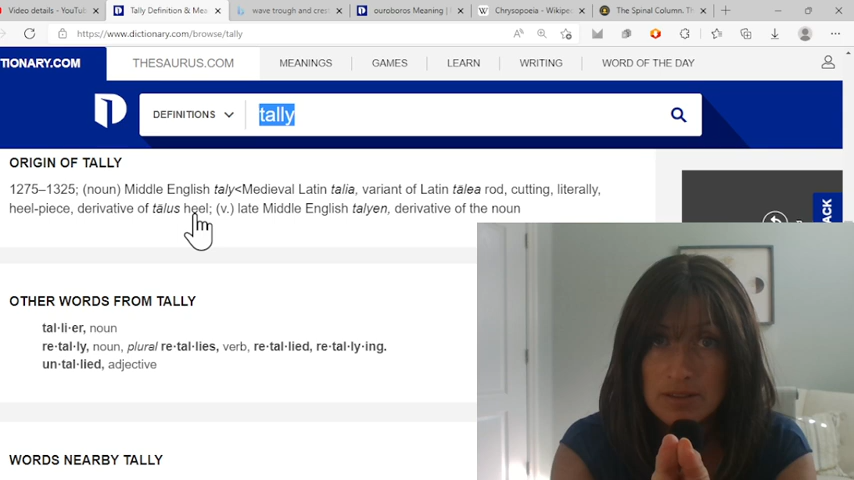 Video details - YouTub
Tally Definition & Mea
wave trough and cres
ouroboros Meaning |
Chrysopoeia - Wikipe
The Spinal Column. Th
https://www.dictionary.com/browse/tally
TIONARY.COM
THESAURUS.COM
MEANINGS
GAMES
LEARN
WRITING
WORD OF THE DAY
DEFINITIONS
tally
ORIGIN OF TALLY
1275–1325; (noun) Middle English taly<Medieval Latin talia, variant of Latin tālea rod, cutting, literally,
heel-piece, derivative of tālus heel; (v.) late Middle English talyen, derivative of the noun
ACK
OTHER WORDS FROM TALLY
tal·li·er, noun
re·tal·ly, noun, plural re·tal·lies, verb, re·tal·lied, re·tal·ly·ing.
un·tal·lied, adjective
WORDS NEARBY TALLY